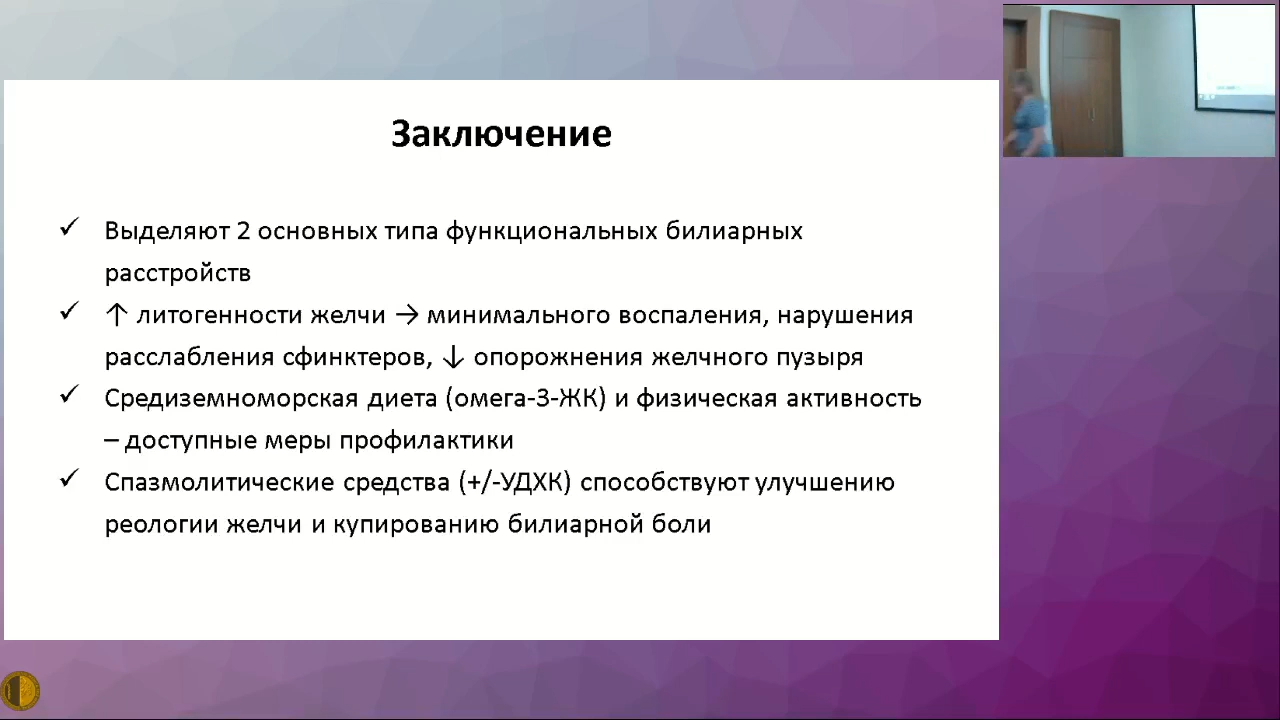 Заключение
✓ Выделяют 2 основных типа функциональных билиарных
расстройств
✓ ↑ литогенности желчи → минимального воспаления, нарушения
расслабления сфинктеров, ↓ опорожнения желчного пузыря
✓ Средиземноморская диета (омега-3-ЖК) и физическая активность
– доступные меры профилактики
✓ Спазмолитические средства (+/-УДХК) способствуют улучшению
реологии желчи и купированию билиарной боли